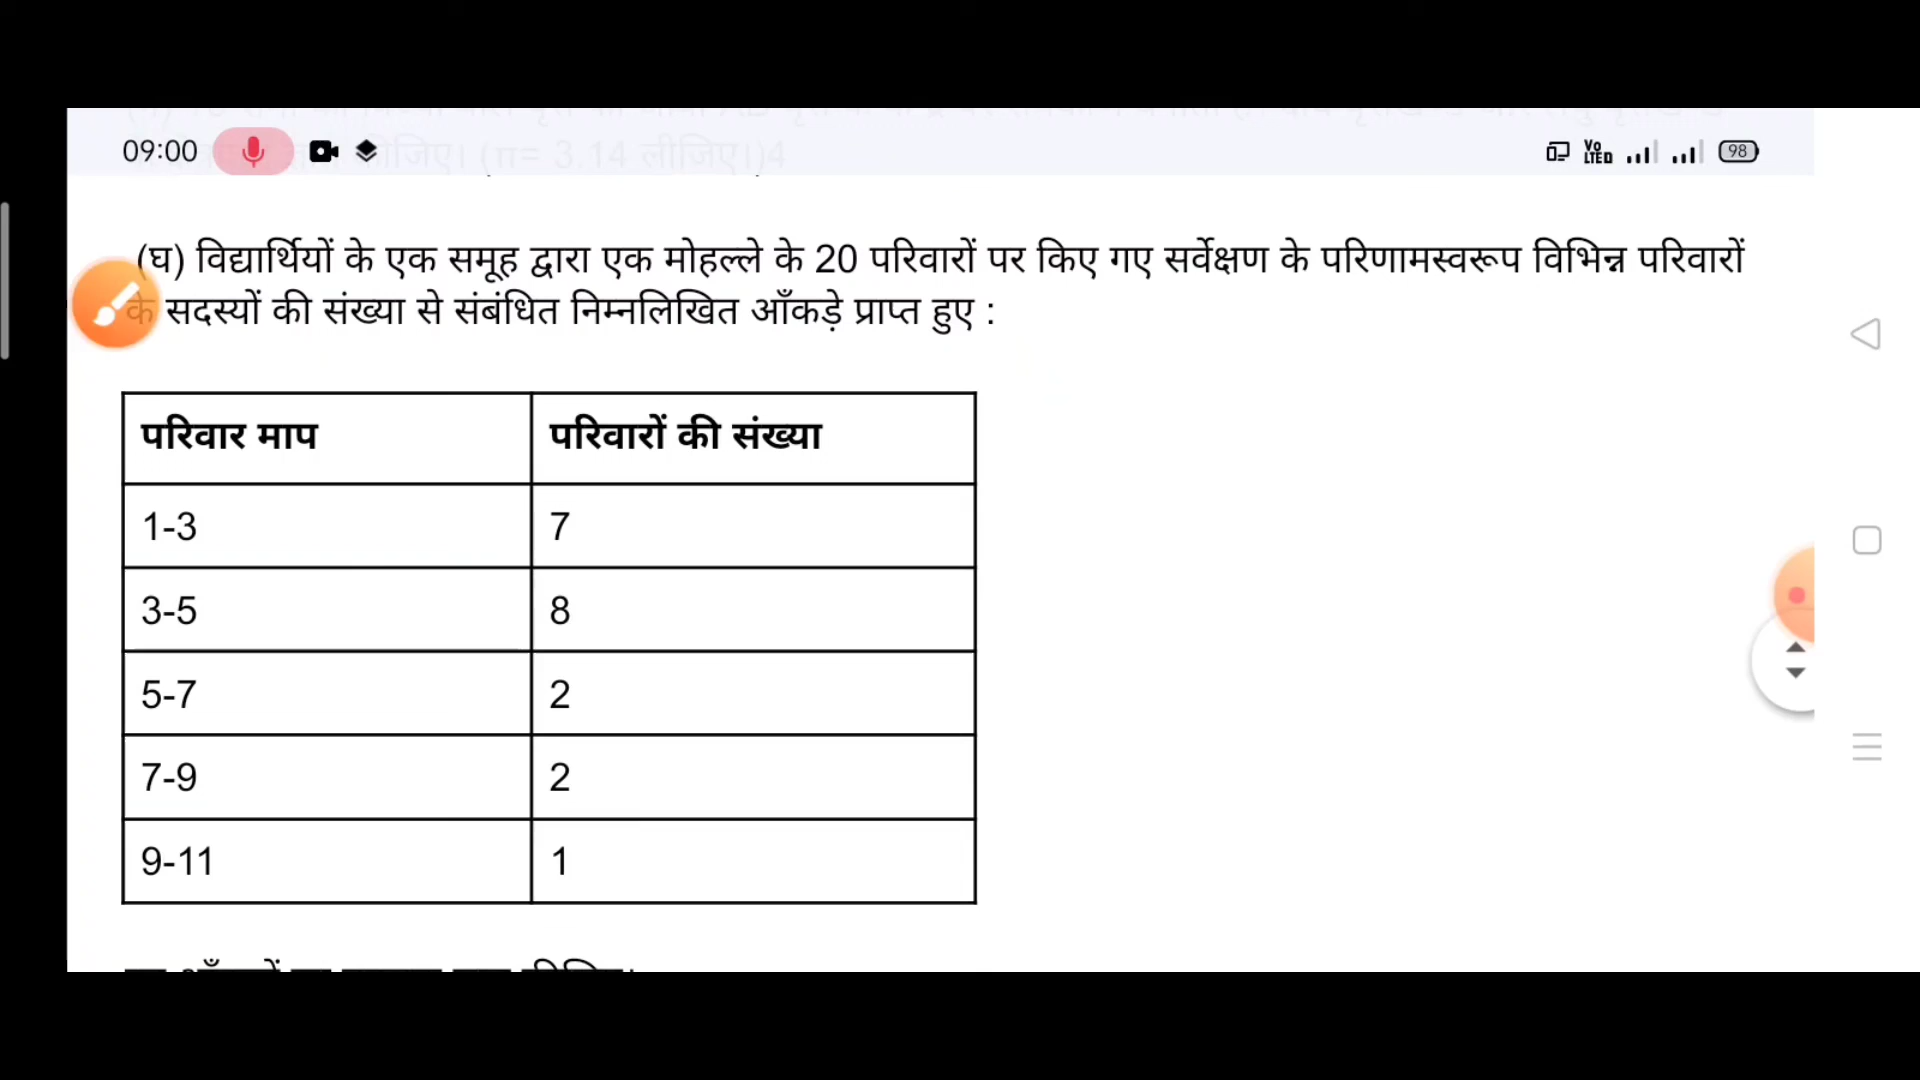 09:00
98
(घ) विद्यार्थियों के एक समूह द्वारा एक मोहल्ले के 20 परिवारों पर किए गए सर्वेक्षण के परिणामस्वरूप विभिन्न परिवारों
के सदस्यों की संख्या से संबंधित निम्नलिखित आँकड़े प्राप्त हुए :
परिवार माप परिवारों की संख्या
1-3 7
3-5 8
5-7 2
7-9 2
9-11 1